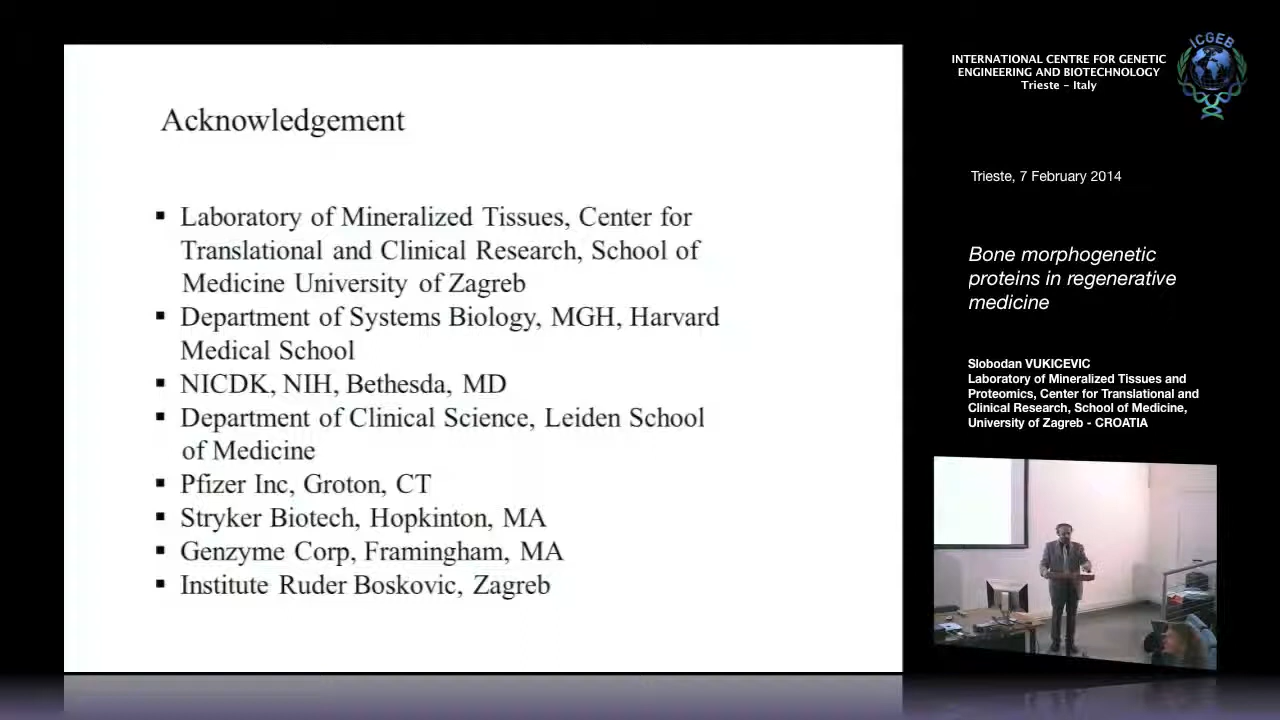 Acknowledgement
▪ Laboratory of Mineralized Tissues, Center for
Translational and Clinical Research, School of
Medicine University of Zagreb
▪ Department of Systems Biology, MGH, Harvard
Medical School
▪ NICDK, NIH, Bethesda, MD
▪ Department of Clinical Science, Leiden School
of Medicine
▪ Pfizer Inc, Groton, CT
▪ Stryker Biotech, Hopkinton, MA
▪ Genzyme Corp, Framingham, MA
▪ Institute Ruder Boskovic, Zagreb
INTERNATIONAL CENTRE FOR GENETIC
ENGINEERING AND BIOTECHNOLOGY
Trieste - Italy
ICGEB
Trieste, 7 February 2014
Bone morphogenetic
proteins in regenerative
medicine
Slobodan VUKICEVIC
Laboratory of Mineralized Tissues and
Proteomics, Center for Translational and
Clinical Research, School of Medicine,
University of Zagreb - CROATIA